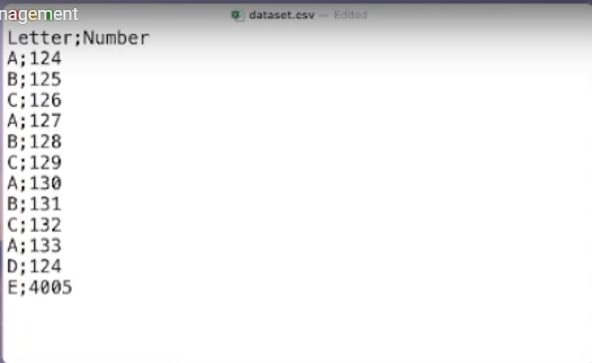 nagement
dataset.csv — Edited
Letter;Number
A;124
B;125
C;126
A;127
B;128
C;129
A;130
B;131
C;132
A;133
D;124
E;4005